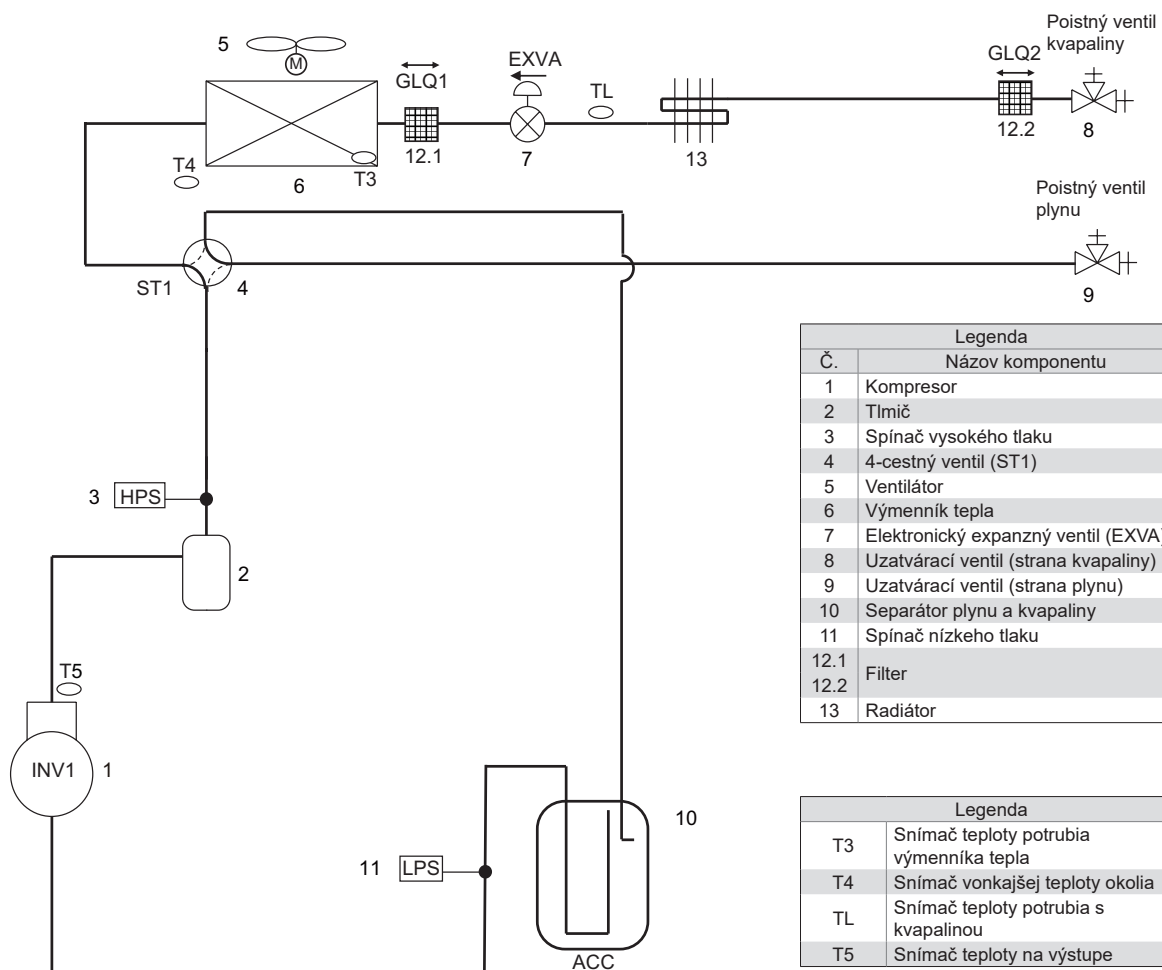 Poistný ventil
kvapaliny
5
M
GLQ1
EXVA
TL
GLQ2
12.1
7
13
12.2
8
T4
6
T3
Poistný ventil
plynu
ST1
4
9
3 HPS
2
T5
INV1
1
10
11 LPS
ACC
Legenda
Č. Názov komponentu
1 Kompresor
2 Tlmič
3 Spínač vysokého tlaku
4 4-cestný ventil (ST1)
5 Ventilátor
6 Výmenník tepla
7 Elektronický expanzný ventil (EXVA)
8 Uzatvárací ventil (strana kvapaliny)
9 Uzatvárací ventil (strana plynu)
10 Separátor plynu a kvapaliny
11 Spínač nízkeho tlaku
12.1
12.2
Filter
13 Radiátor
Legenda
T3 Snímač teploty potrubia
výmenníka tepla
T4 Snímač vonkajšej teploty okolia
TL Snímač teploty potrubia s
kvapalinou
T5 Snímač teploty na výstupe